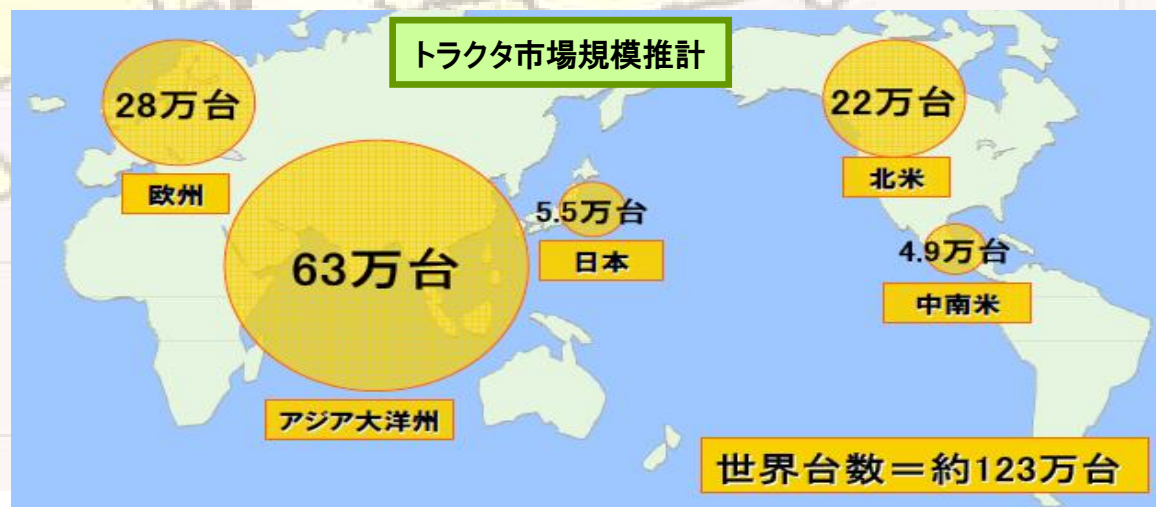 トラクタ市場規模推計
28万台
欧州
63万台
アジア大洋州
5.5万台
日本
22万台
北米
4.9万台
中南米
世界台数＝約123万台